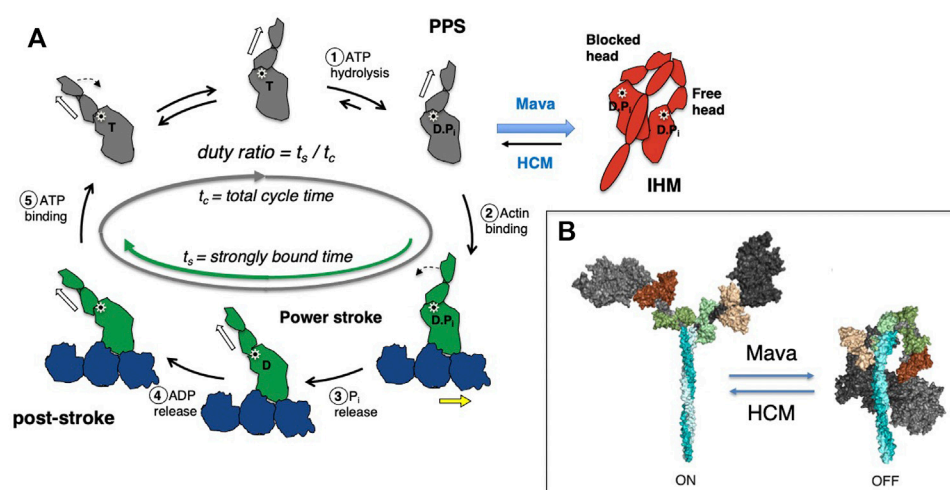 A
PPS
① ATP
hydrolysis
T
T
D.Pi
Mava
HCM
Blocked
head
Free
head
D.Pi
D.Pi
IHM
duty ratio = ts / tc
tc = total cycle time
ts = strongly bound time
⑤ ATP
binding
② Actin
binding
Power stroke
D.Pi
D
③ Pi
release
④ ADP
release
post-stroke
B
Mava
HCM
ON
OFF